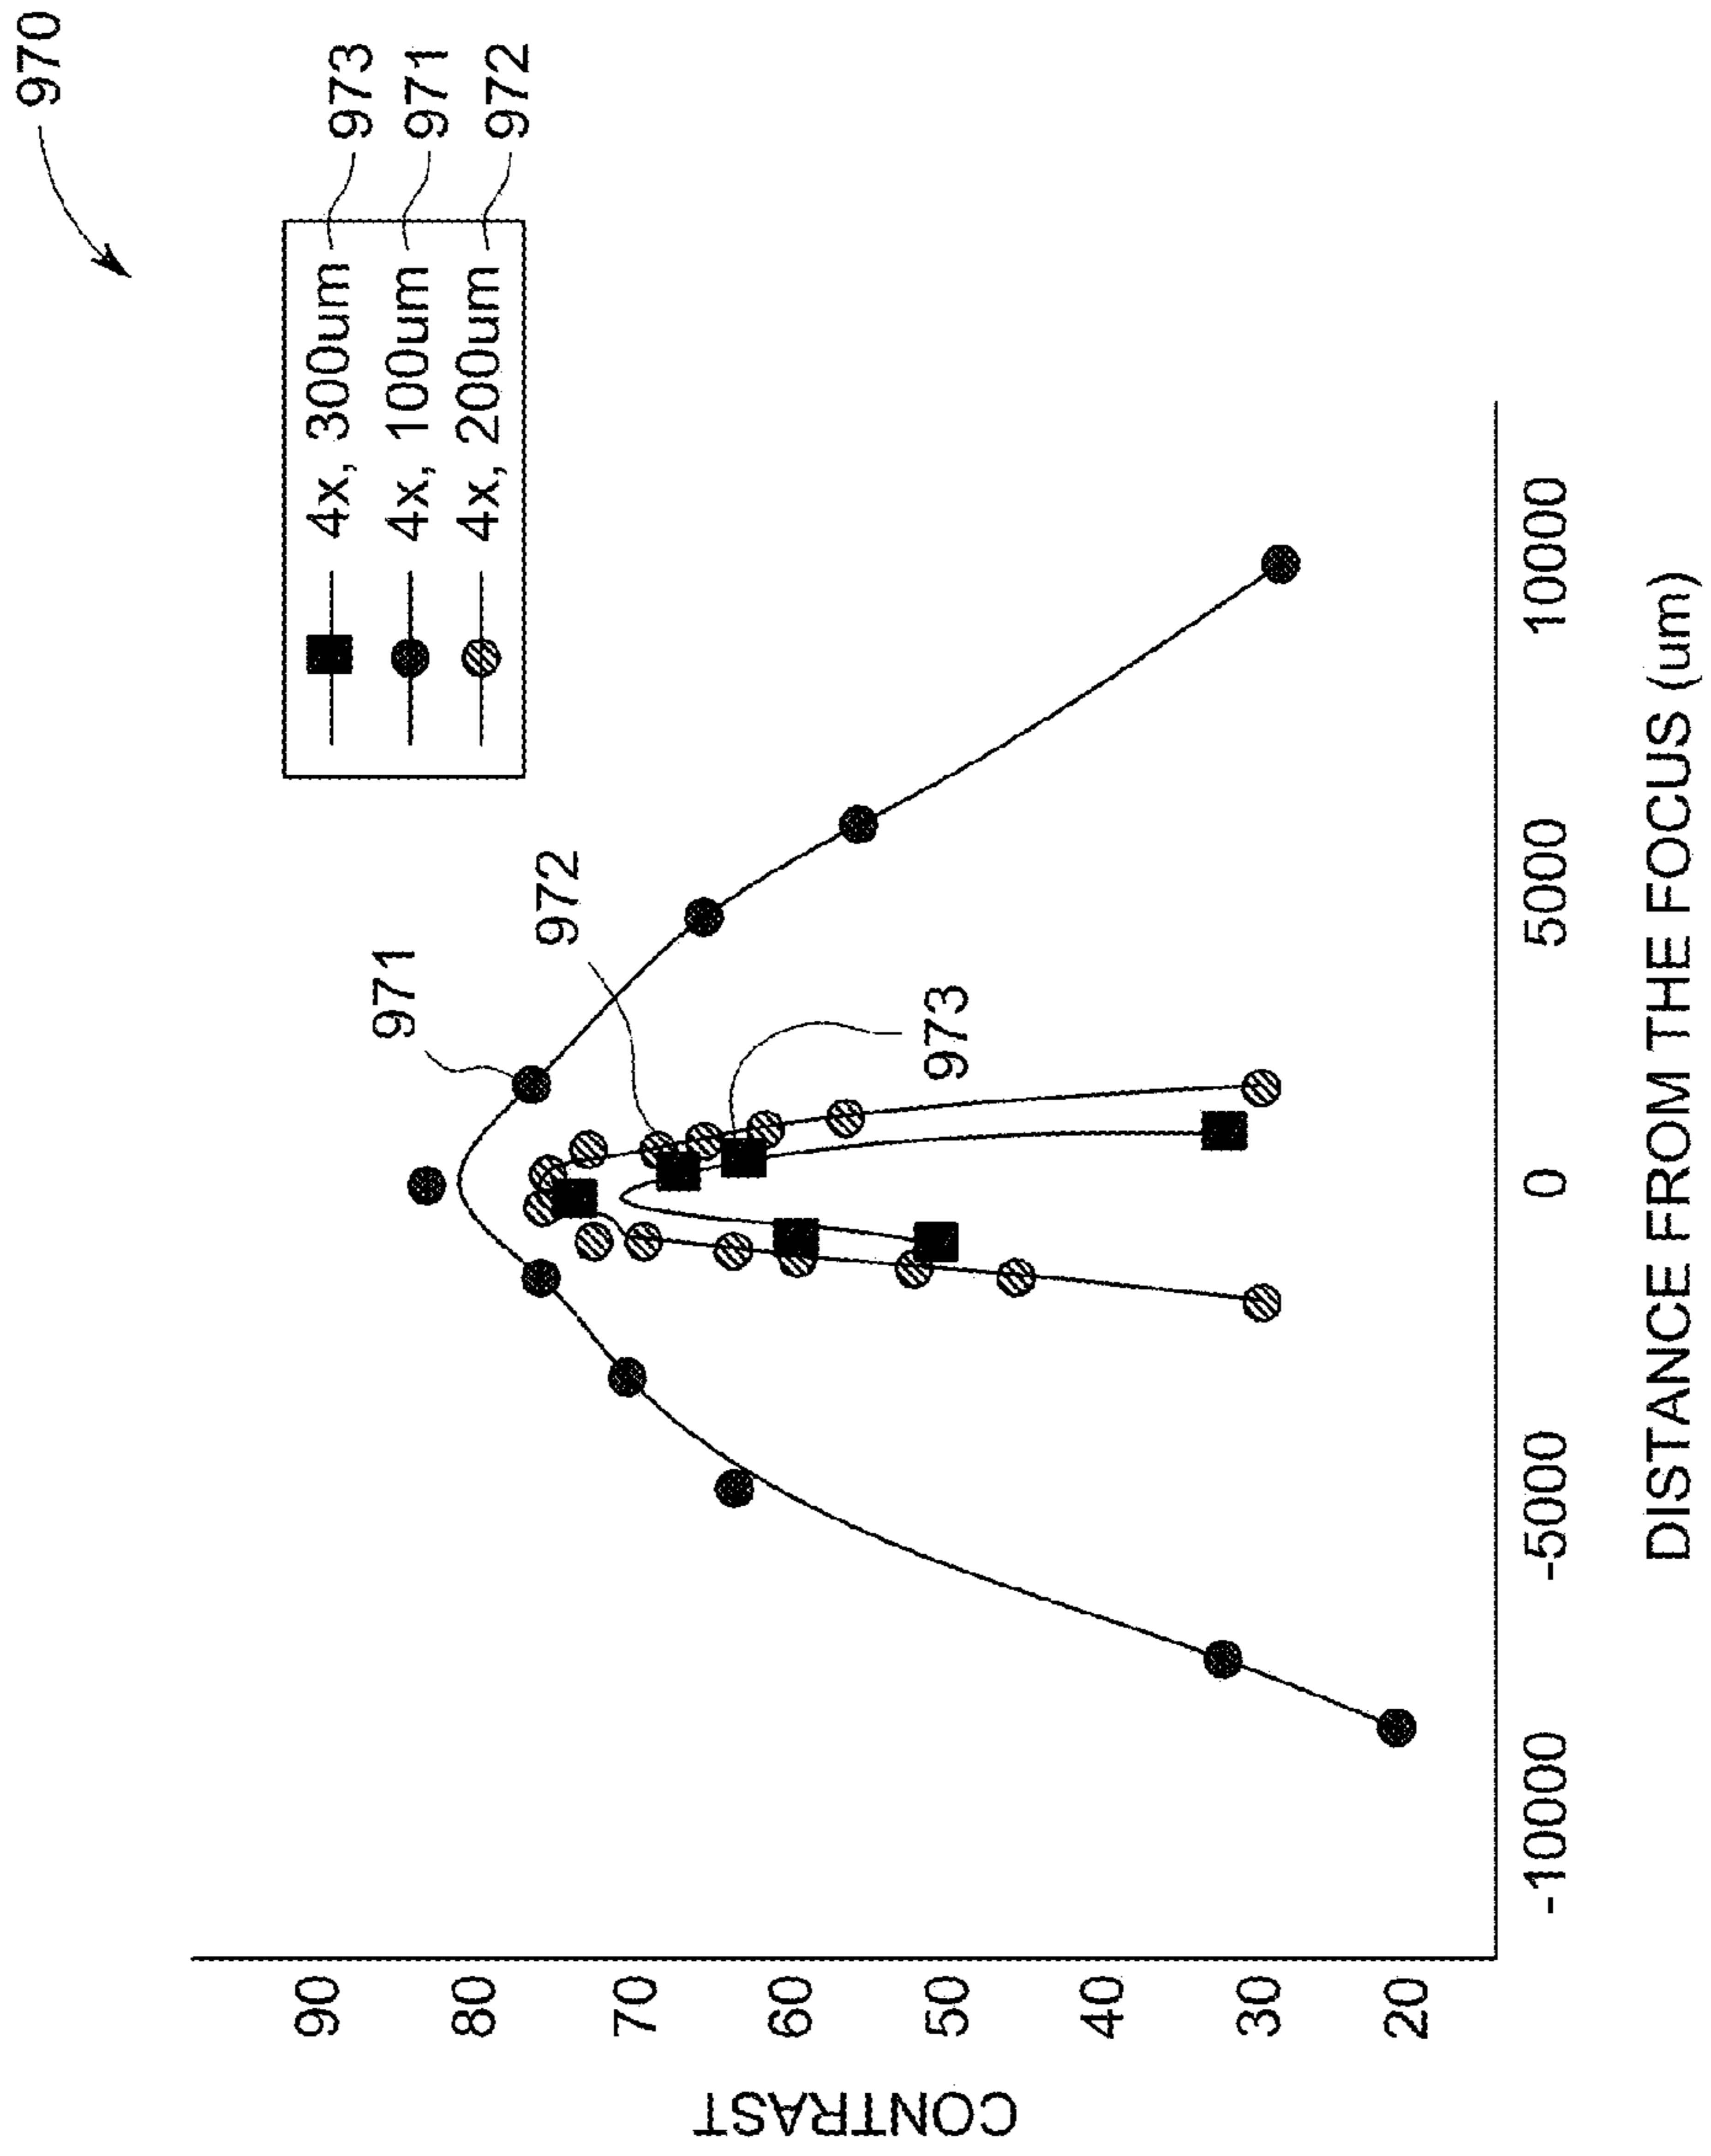 970
4x, 300um 973
4x, 100um 971
4x, 200um 972
971
972
973
CONTRAST
90
80
70
60
50
40
30
20
-10000 -5000 0 5000 10000
DISTANCE FROM THE FOCUS (um)